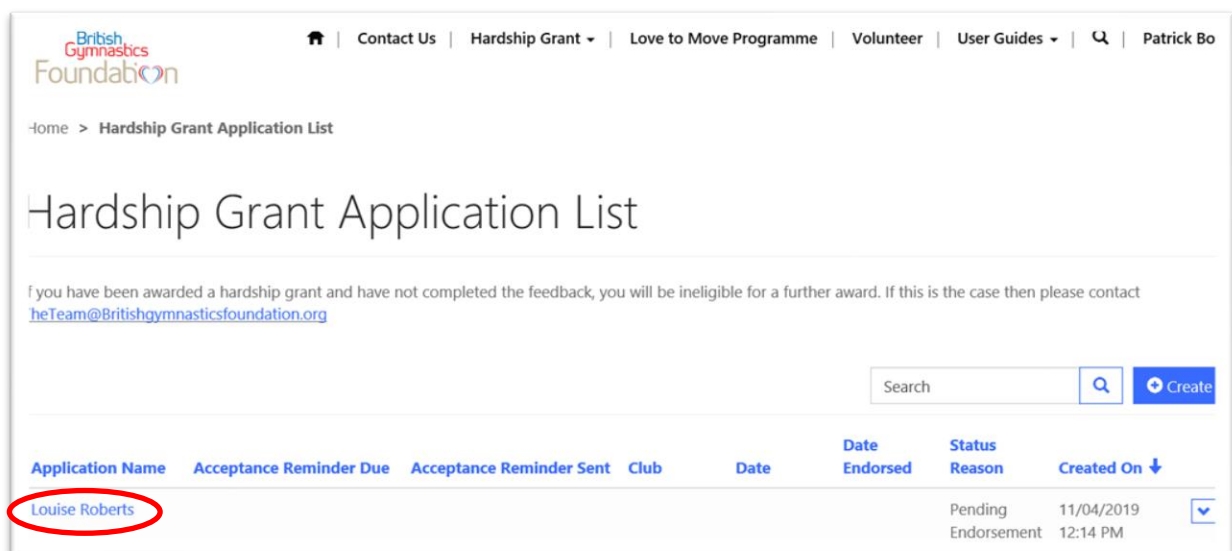 British
Gymnastics
Foundation
| Contact Us | Hardship Grant | Love to Move Programme | Volunteer | User Guides | | Patrick Bo
Home > Hardship Grant Application List
Hardship Grant Application List
f you have been awarded a hardship grant and have not completed the feedback, you will be ineligible for a further award. If this is the case then please contact
TheTeam@Britishgymnasticsfoundation.org
Search
Create
Application Name Acceptance Reminder Due Acceptance Reminder Sent Club Date Date Endorsed Status Reason Created On
Louise Roberts Pending Endorsement 11/04/2019 12:14 PM